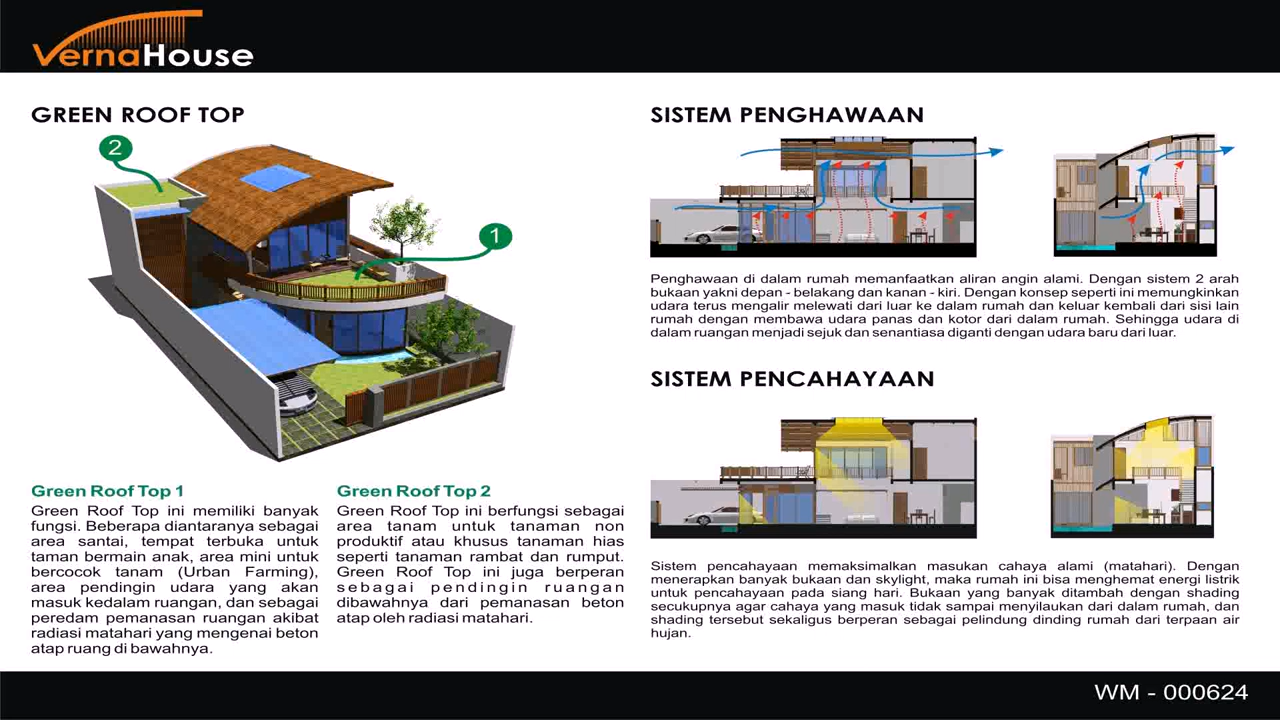 VernaHouse
GREEN ROOF TOP
2
1
Green Roof Top 1
Green Roof Top ini memiliki banyak
fungsi. Beberapa diantaranya sebagai
area santai, tempat terbuka untuk
taman bermain anak, area mini untuk
bercocok tanam (Urban Farming),
area pendingin udara yang akan
masuk kedalam ruangan, dan sebagai
peredam pemanasan ruangan akibat
radiasi matahari yang mengenai beton
atap ruang di bawahnya.
Green Roof Top 2
Green Roof Top ini berfungsi sebagai
area tanam untuk tanaman non
produktif atau khusus tanaman hias
seperti tanaman rambat dan rumput.
Green Roof Top ini juga berperan
sebagai pendingin ruangan
dibawahnya dari pemanasan beton
atap oleh radiasi matahari.
SISTEM PENGHAWAAN
Penghawaan di dalam rumah memanfaatkan aliran angin alami. Dengan sistem 2 arah
bukaan yakni depan - belakang dan kanan - kiri. Dengan konsep seperti ini memungkinkan
udara terus mengalir melewati dari luar ke dalam rumah dan keluar kembali dari sisi lain
rumah dengan membawa udara panas dan kotor dari dalam rumah. Sehingga udara di
dalam ruangan menjadi sejuk dan senantiasa diganti dengan udara baru dari luar.
SISTEM PENCAHAYAAN
Sistem pencahayaan memaksimalkan masukan cahaya alami (matahari). Dengan
menerapkan banyak bukaan dan skylight, maka rumah ini bisa menghemat energi listrik
untuk pencahayaan pada siang hari. Bukaan yang banyak ditambah dengan shading
secukupnya agar cahaya yang masuk tidak sampai menyilaukan dari dalam rumah, dan
shading tersebut sekaligus berperan sebagai pelindung dinding rumah dari terpaan air
hujan.
WM - 000624